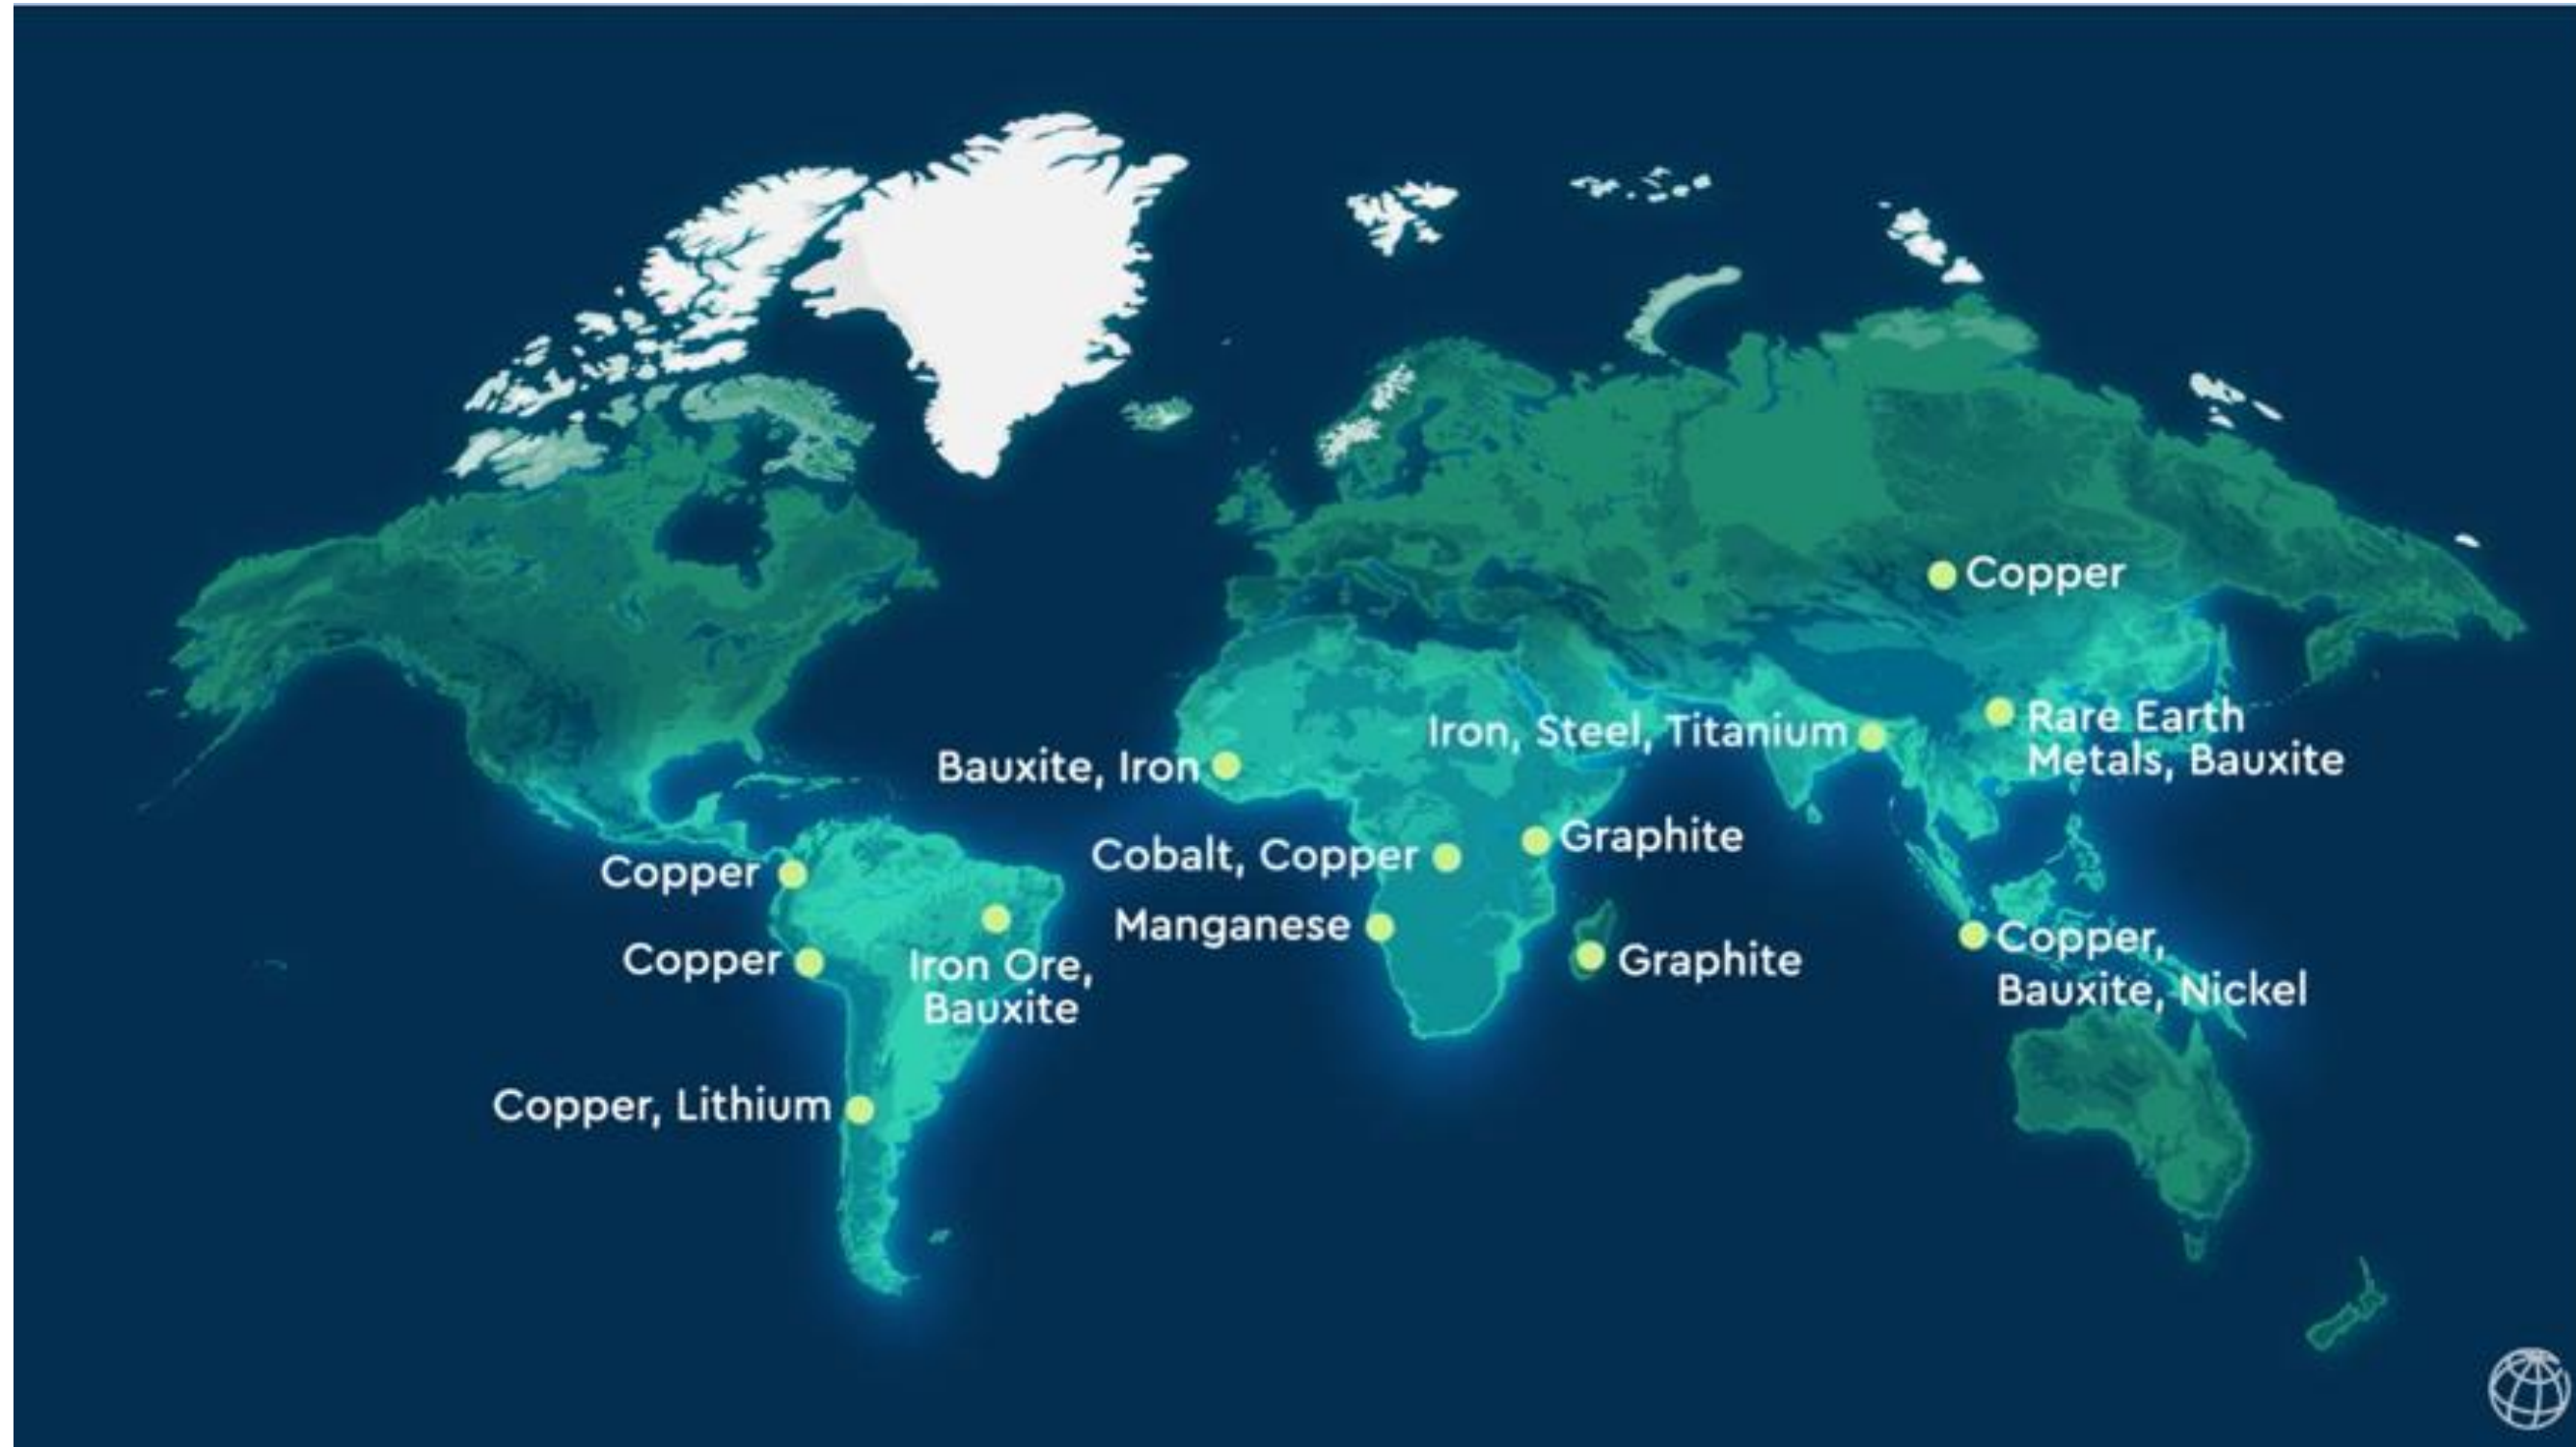 Copper
Rare Earth
Metals, Bauxite
Iron, Steel, Titanium
Bauxite, Iron
Graphite
Cobalt, Copper
Copper
Manganese
Copper,
Bauxite, Nickel
Copper
Iron Ore,
Bauxite
Graphite
Copper, Lithium